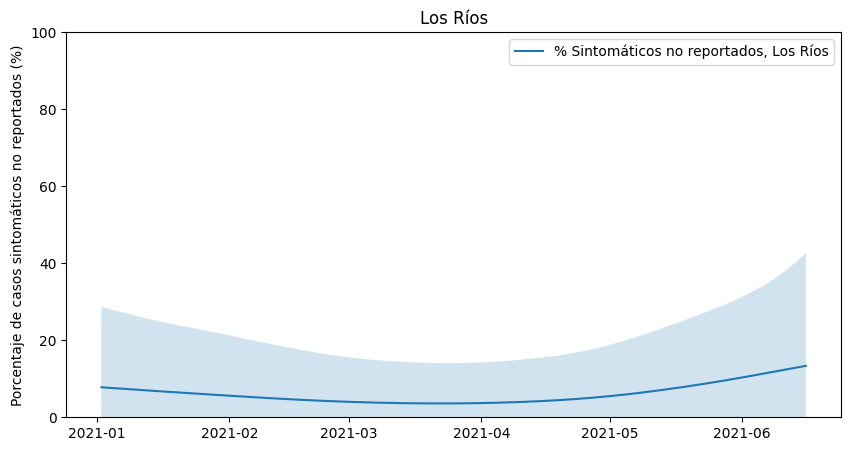 Los Ríos
% Sintomáticos no reportados, Los Ríos
Porcentaje de casos sintomáticos no reportados (%)
100
80
60
40
20
0
2021-01 2021-02 2021-03 2021-04 2021-05 2021-06